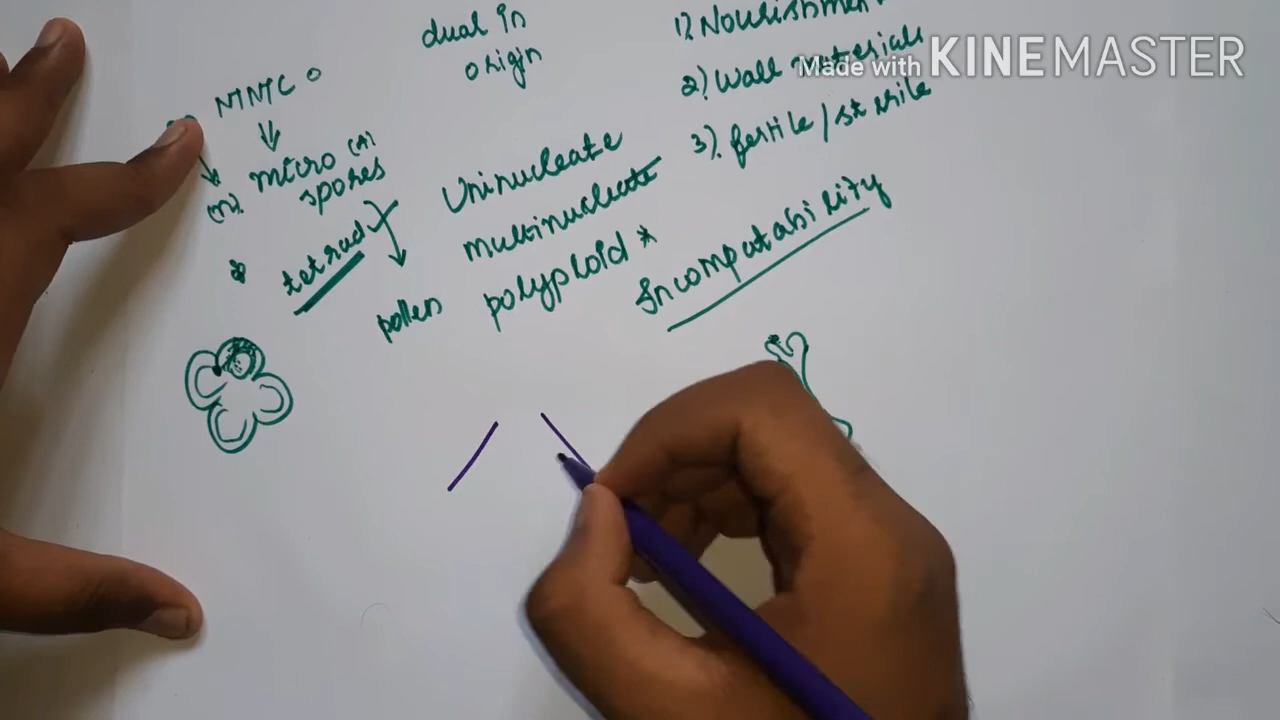 dual in
origin
MMC
micro (n)
spores
(n)
tetrad
pollen
Uninucleate
multinucleate
polyploid *
1). Nourishment
2) Wall materials
3). fertile / sterile
Incompatability
Made with KINEMASTER